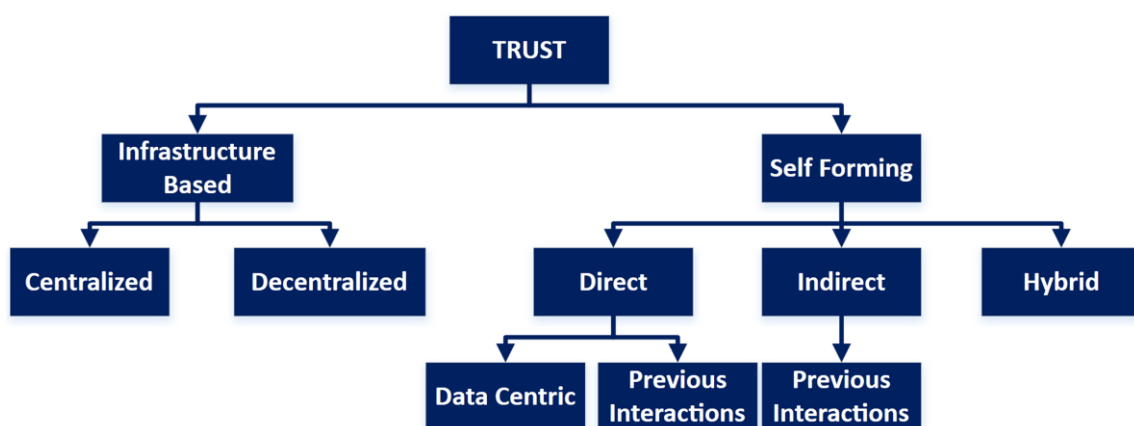 TRUST
Infrastructure
Based
Self Forming
Centralized
Decentralized
Direct
Indirect
Hybrid
Data Centric
Previous
Interactions
Previous
Interactions